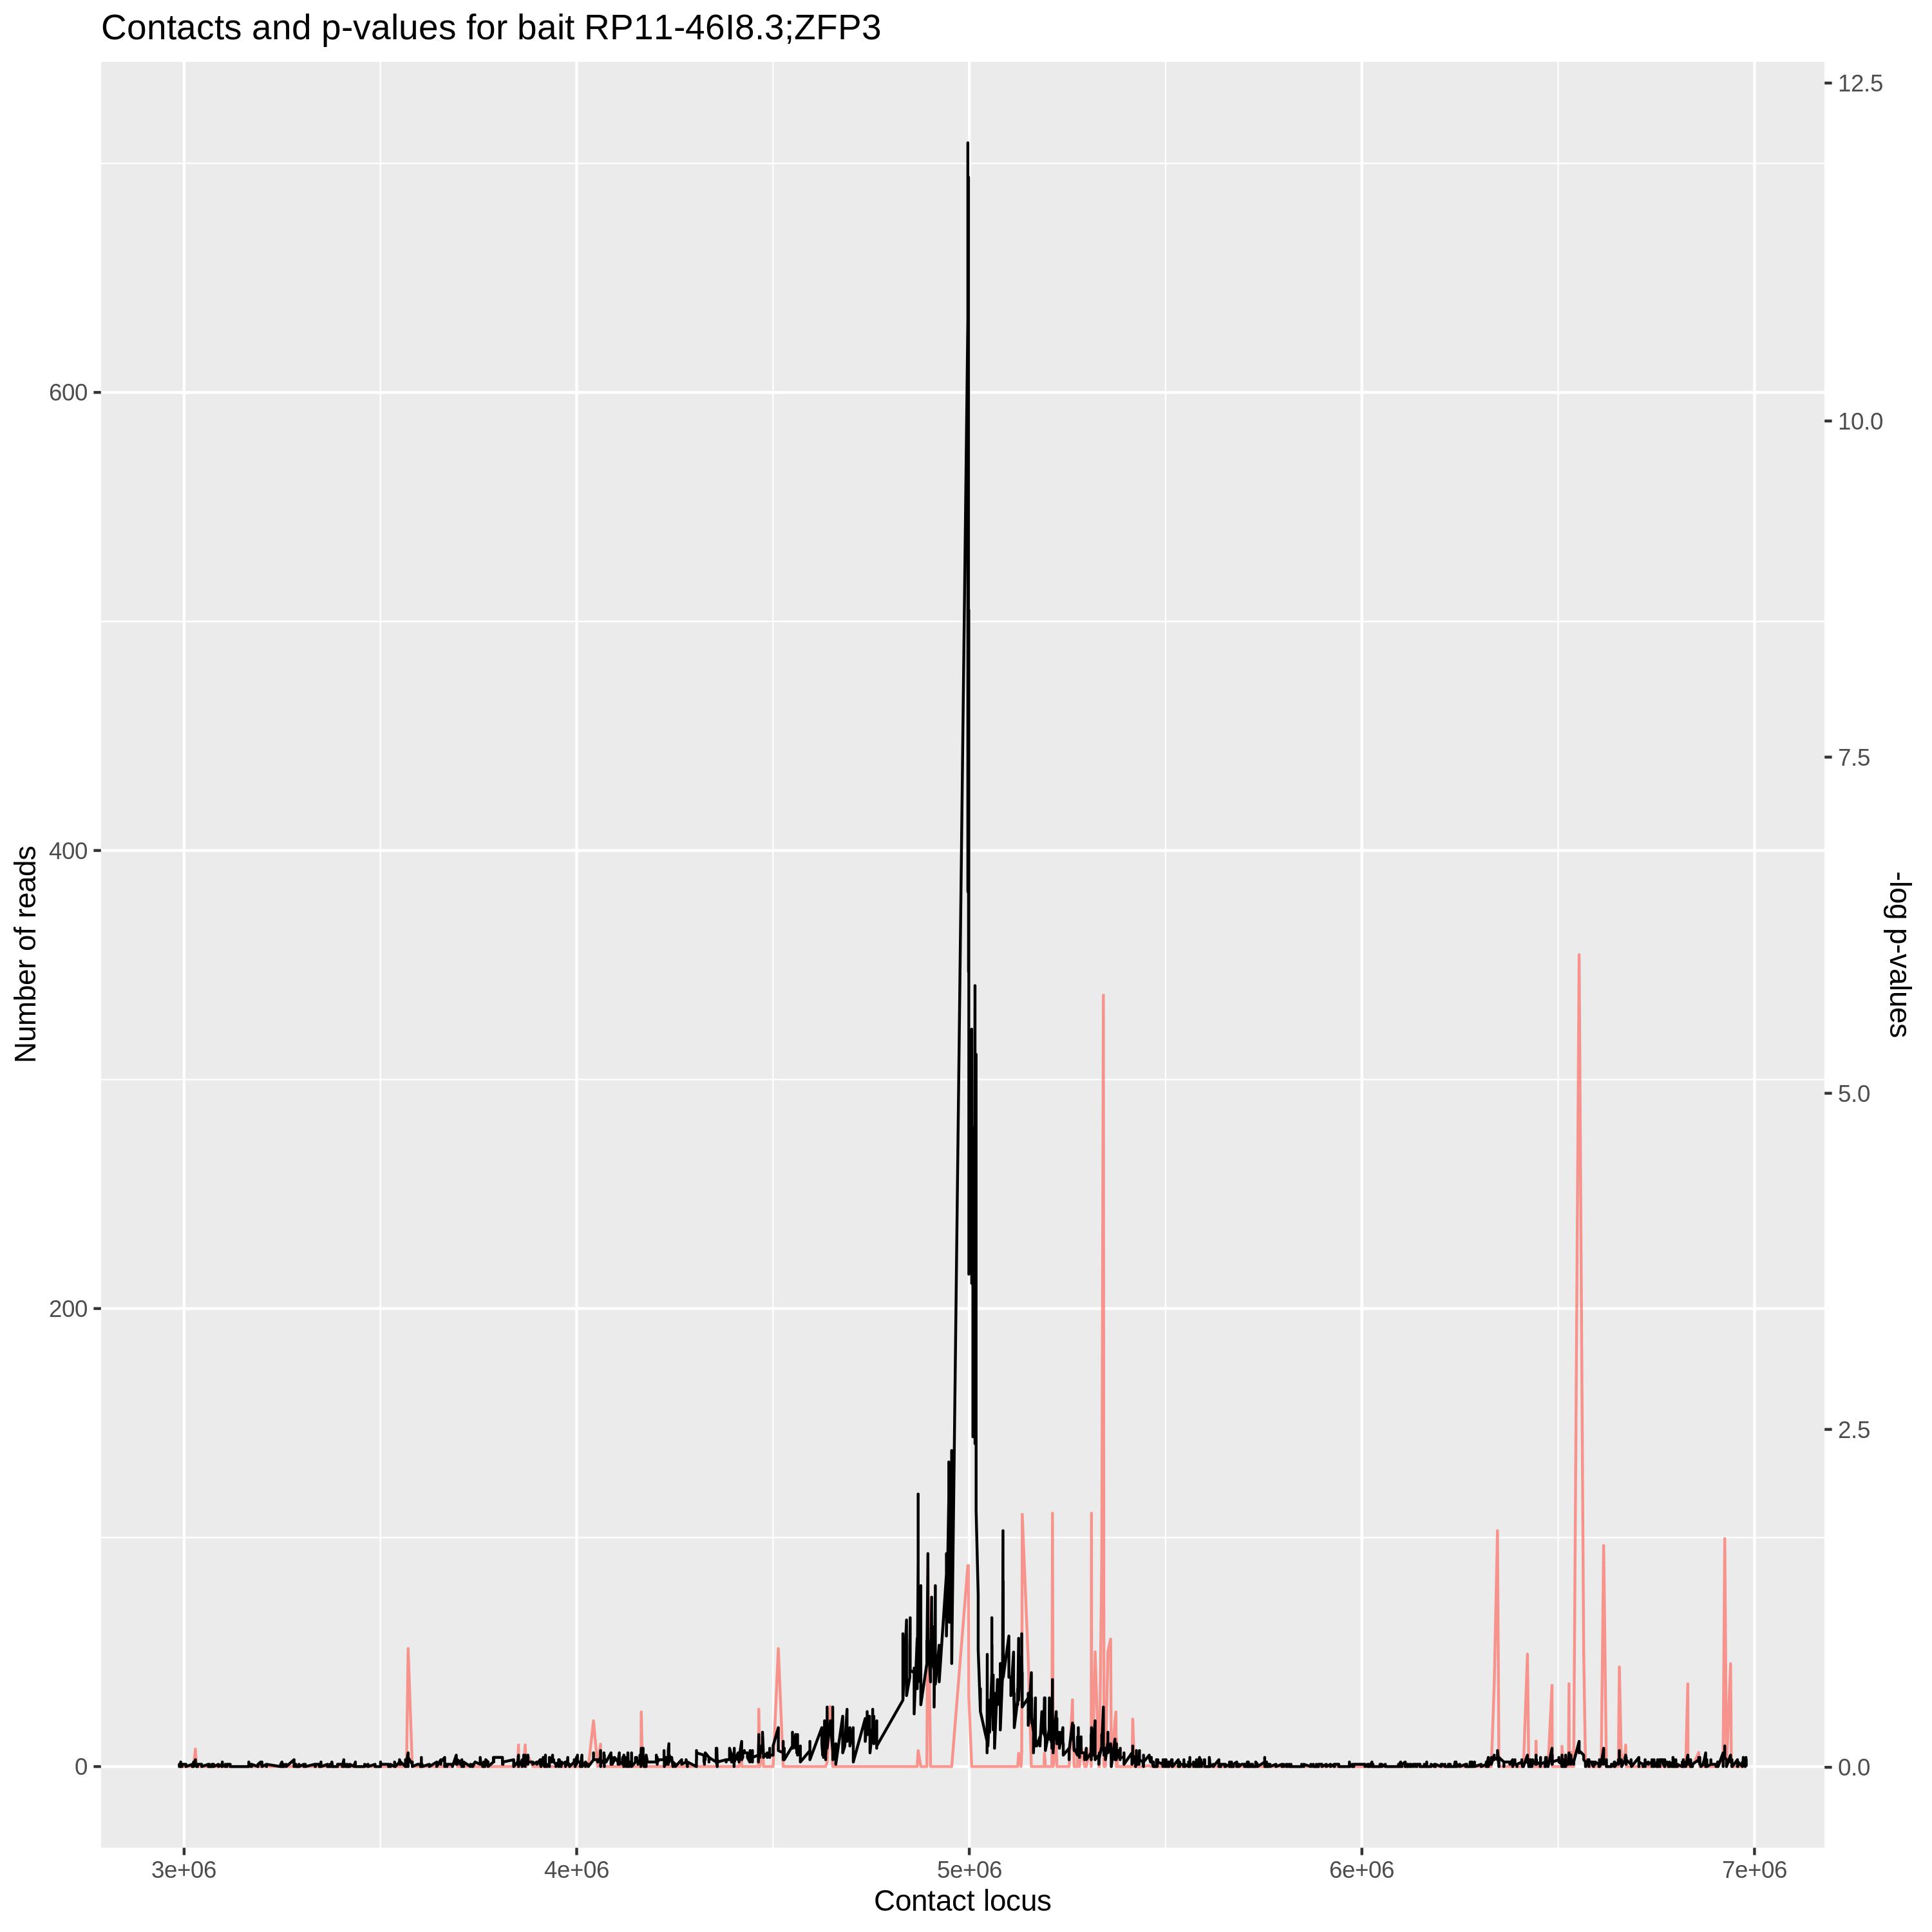 Contacts and p-values for bait RP11-46I8.3;ZFP3
12.5
600
10.0
7.5
400
Number of reads
-log p-values
5.0
200
2.5
0
0.0
3e+06 4e+06 5e+06 6e+06 7e+06
Contact locus